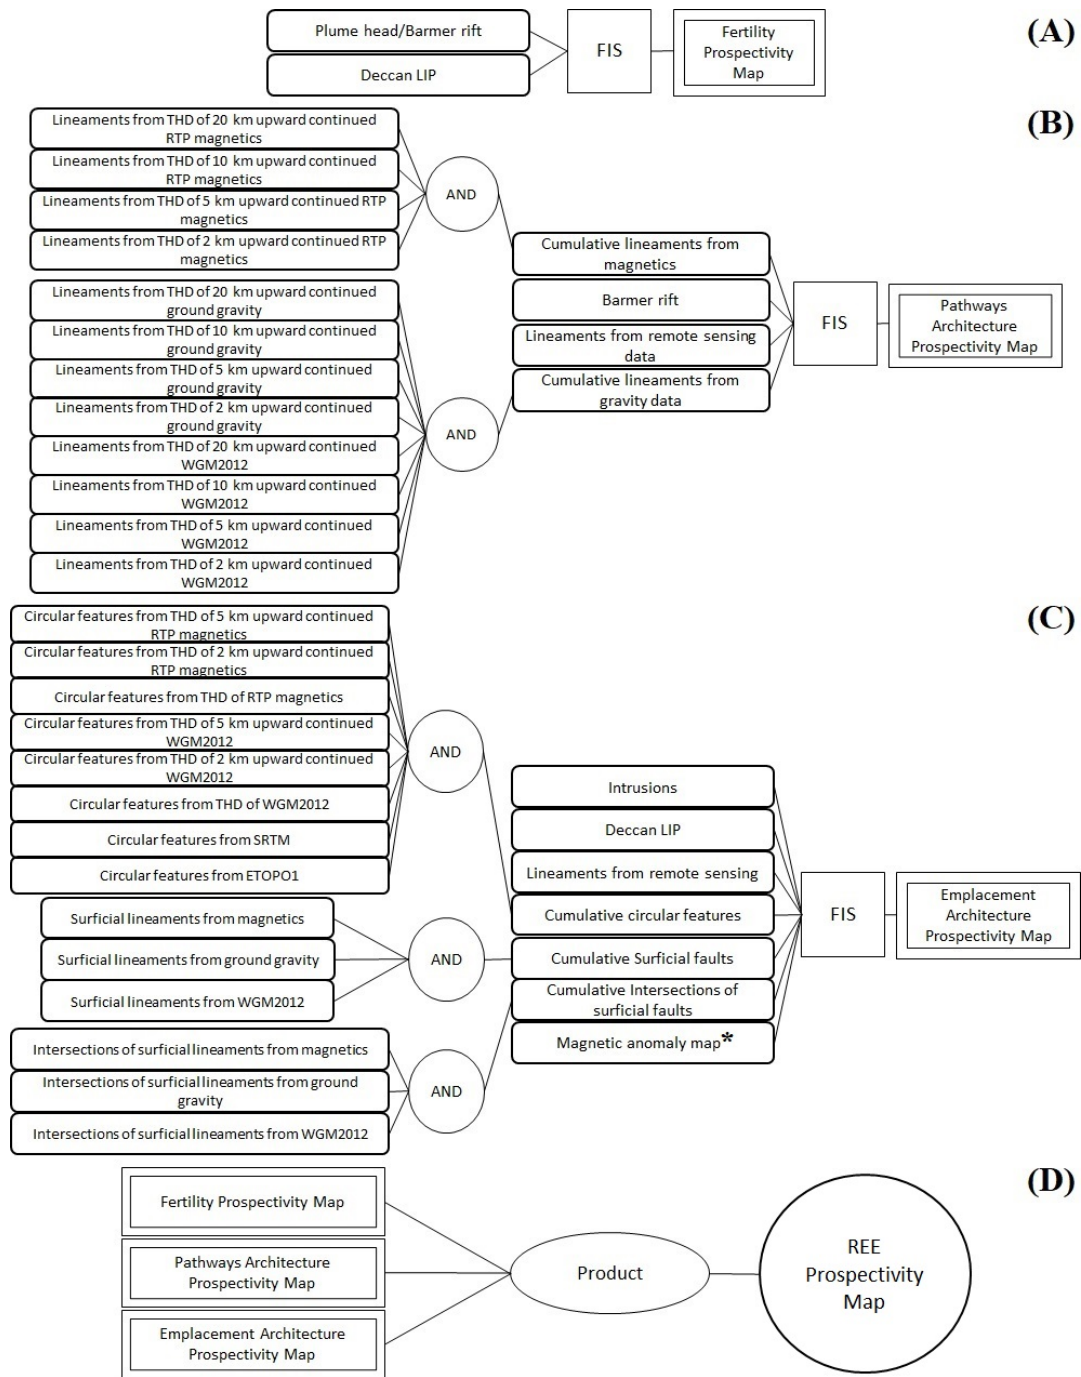 (A)
Plume head/Barmer rift
Deccan LIP
FIS
Fertility
Prospectivity
Map
(B)
Lineaments from THD of 20 km upward continued
RTP magnetics
Lineaments from THD of 10 km upward continued
RTP magnetics
Lineaments from THD of 5 km upward continued RTP
magnetics
Lineaments from THD of 2 km upward continued RTP
magnetics
AND
Lineaments from THD of 20 km upward continued
ground gravity
Lineaments from THD of 10 km upward continued
ground gravity
Lineaments from THD of 5 km upward continued
ground gravity
Lineaments from THD of 2 km upward continued
ground gravity
Lineaments from THD of 20 km upward continued
WGM2012
Lineaments from THD of 10 km upward continued
WGM2012
Lineaments from THD of 5 km upward continued
WGM2012
Lineaments from THD of 2 km upward continued
WGM2012
AND
Cumulative lineaments from
magnetics
Barmer rift
Lineaments from remote sensing
data
Cumulative lineaments from
gravity data
FIS
Pathways
Architecture
Prospectivity Map
(C)
Circular features from THD of 5 km upward continued
RTP magnetics
Circular features from THD of 2 km upward continued
RTP magnetics
Circular features from THD of RTP magnetics
Circular features from THD of 5 km upward continued
WGM2012
Circular features from THD of 2 km upward continued
WGM2012
Circular features from THD of WGM2012
Circular features from SRTM
Circular features from ETOPO1
AND
Surficial lineaments from magnetics
Surficial lineaments from ground gravity
Surficial lineaments from WGM2012
AND
Intersections of surficial lineaments from magnetics
Intersections of surficial lineaments from ground
gravity
Intersections of surficial lineaments from WGM2012
AND
Intrusions
Deccan LIP
Lineaments from remote sensing
Cumulative circular features
Cumulative Surficial faults
Cumulative Intersections of
surficial faults
Magnetic anomaly map*
FIS
Emplacement
Architecture
Prospectivity Map
(D)
Fertility Prospectivity Map
Pathways Architecture
Prospectivity Map
Emplacement Architecture
Prospectivity Map
Product
REE
Prospectivity
Map